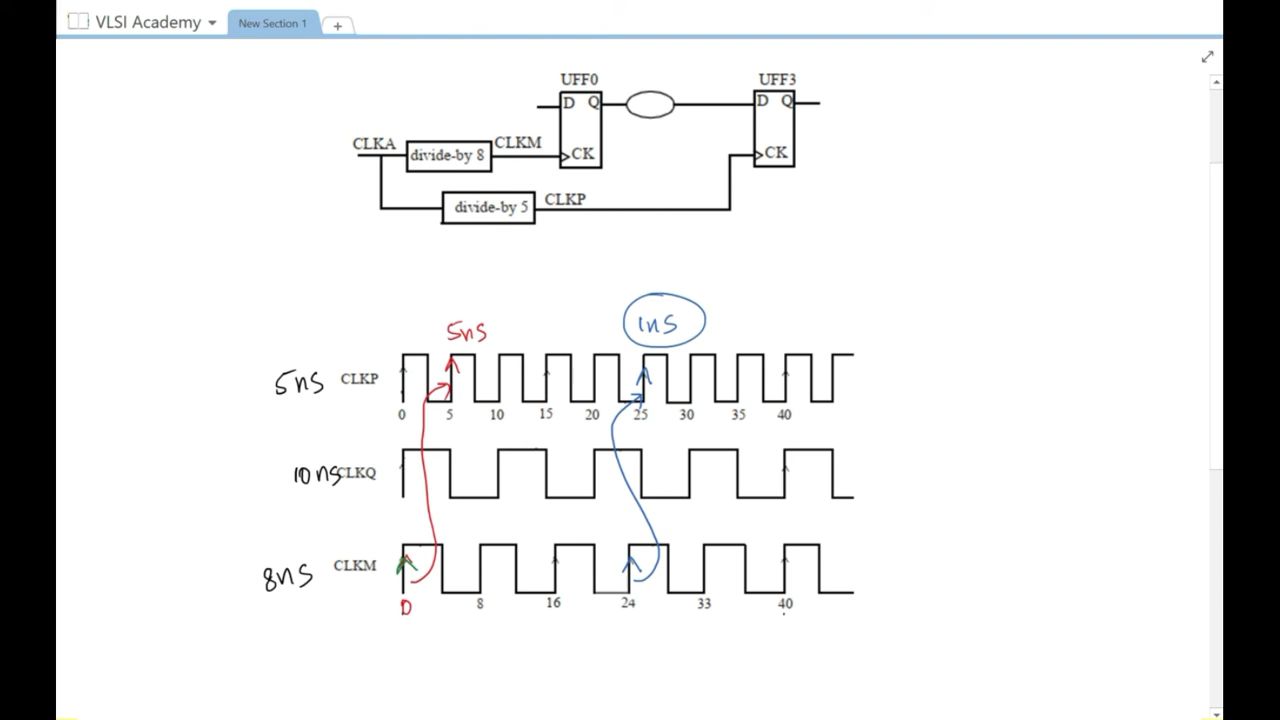 VLSI Academy
New Section 1
UFF0 UFF3
D Q D Q
CLKA divide-by 8 CLKM CK CK
divide-by 5 CLKP
5ns 1ns
5ns CLKP
0 5 10 15 20 25 30 35 40
10ns CLKQ
8ns CLKM
0 8 16 24 33 40